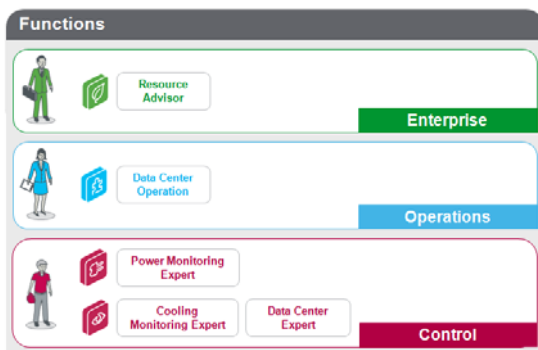 Functions
Resource
Advisor
Enterprise
Data Center
Operation
Operations
Power Monitoring
Expert
Cooling
Monitoring Expert
Data Center
Expert
Control